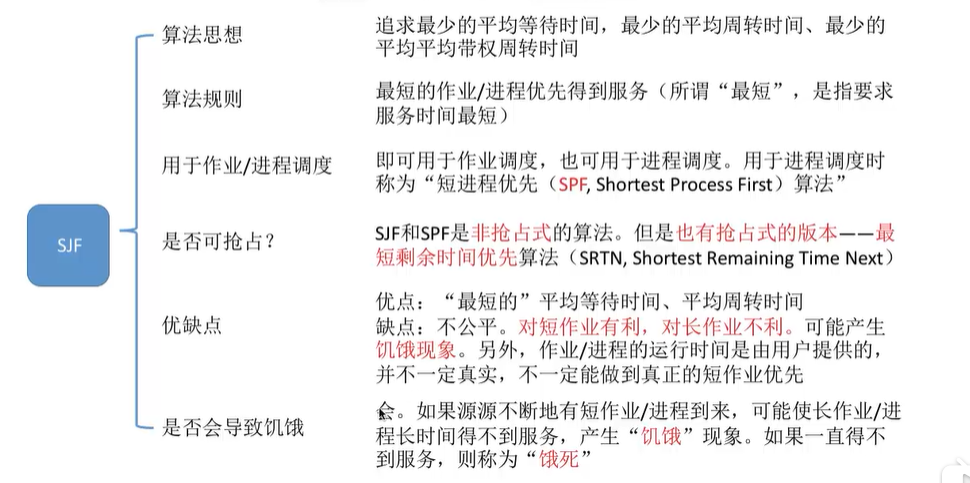 算法思想
追求最少的平均等待时间，最少的平均周转时间、最少的
平均平均带权周转时间
算法规则
最短的作业/进程优先得到服务（所谓“最短”，是指要求
服务时间最短）
用于作业/进程调度
即可用于作业调度，也可用于进程调度。用于进程调度时
称为“短进程优先（SPF, Shortest Process First）算法”
SJF
是否可抢占？
SJF和SPF是非抢占式的算法。但是也有抢占式的版本——最
短剩余时间优先算法（SRTN, Shortest Remaining Time Next）
优缺点
优点：“最短的”平均等待时间、平均周转时间
缺点：不公平。对短作业有利，对长作业不利。可能产生
饥饿现象。另外，作业/进程的运行时间是由用户提供的，
并不一定真实，不一定能做到真正的短作业优先
是否会导致饥饿
会。如果源源不断地有短作业/进程到来，可能使长作业/进
程长时间得不到服务，产生“饥饿”现象。如果一直得不
到服务，则称为“饿死”